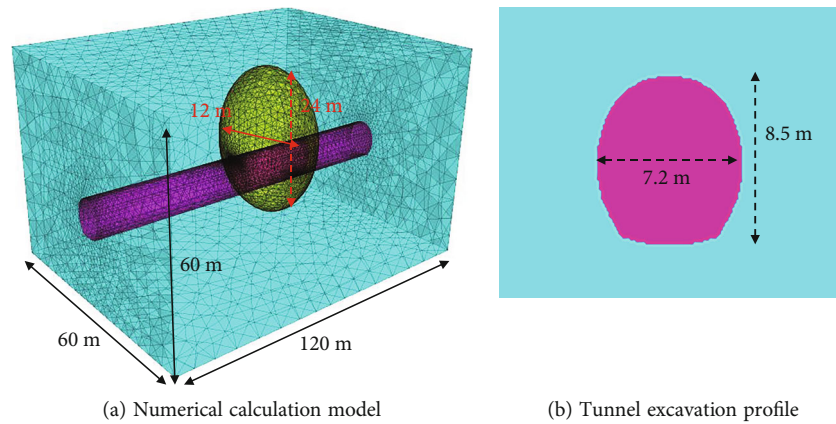 12 m
24 m
60 m
60 m
120 m
8.5 m
7.2 m
(a) Numerical calculation model
(b) Tunnel excavation profile